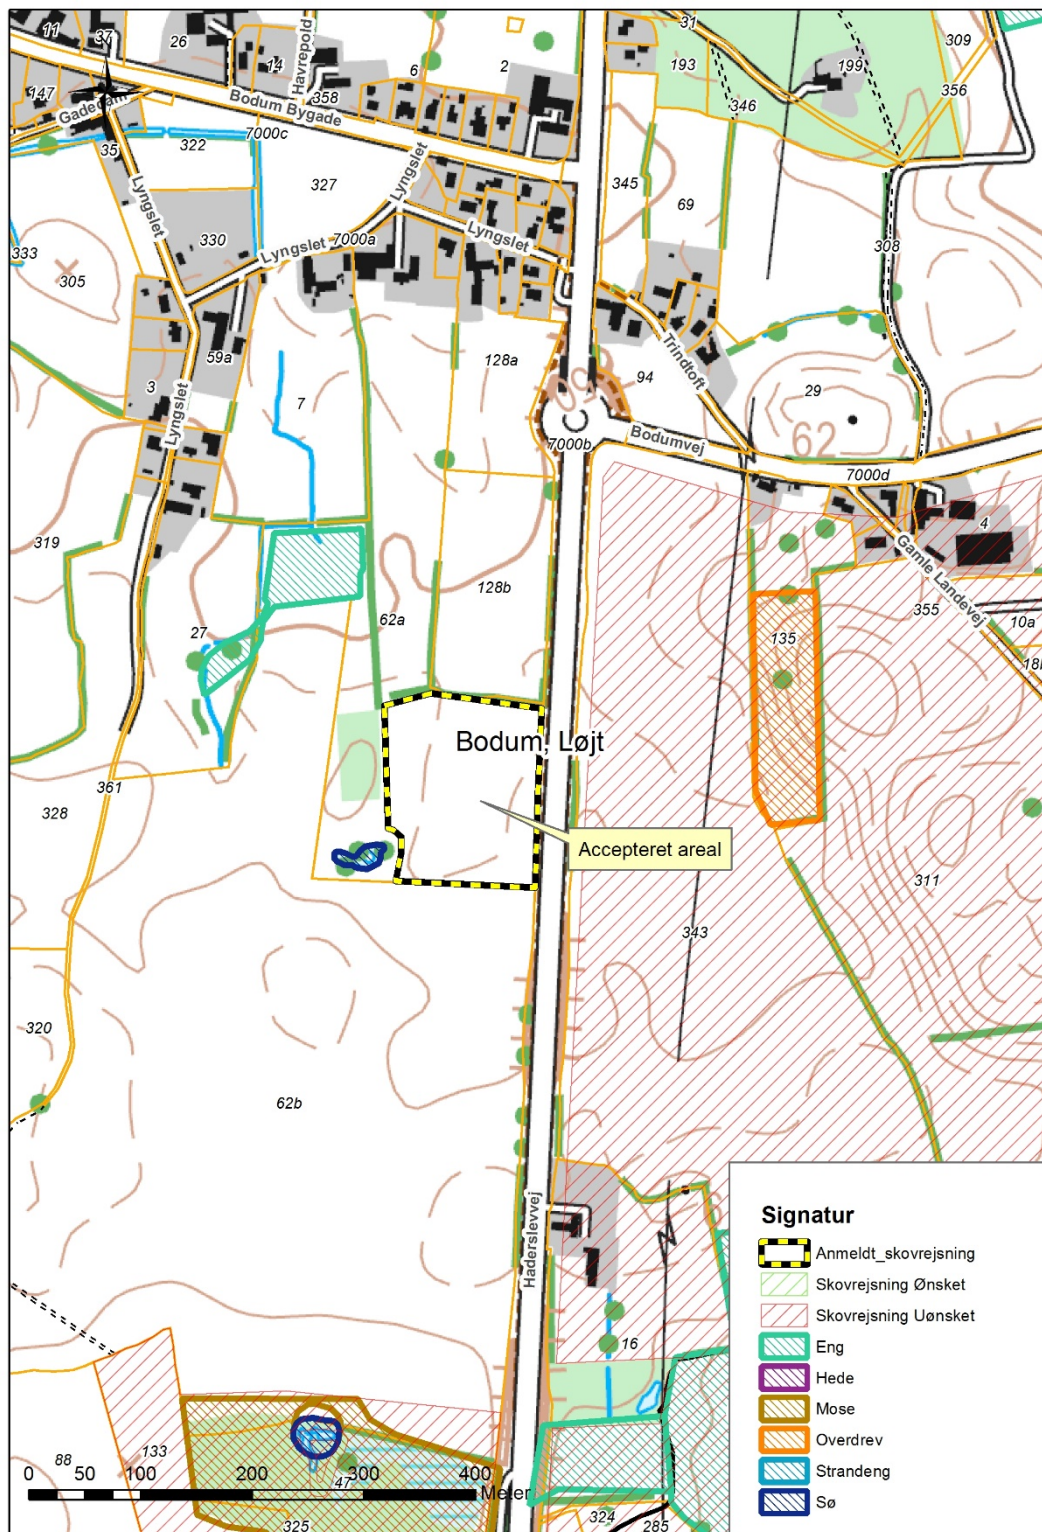 11
37
26
31
309
Havrepold
14
6
2
193
199
147
358
356
Gadedam
Bodum Bygade
346
7000c
35
322
Lyngslet
327
345
Lyngslet
69
330
Lyngslet
7000a
Lyngslet
308
333
305
59a
128a
Trindtoft
3
94
29
7
60
62
Lyngslet
Bodumvej
7000b
7000d
319
4
Gamle Landevej
128b
355
62a
10a
27
135
Bodum, Løjt
361
328
Accepteret areal
311
343
320
62b
Haderslevvej
Signatur
Anmeldt_skovrejsning
Skovrejsning Ønsket
Skovrejsning Uønsket
16
Eng
Hede
Mose
Overdrev
Strandeng
Sø
88
133
47
0 50 100 200 300 400
Meter
325
324
285